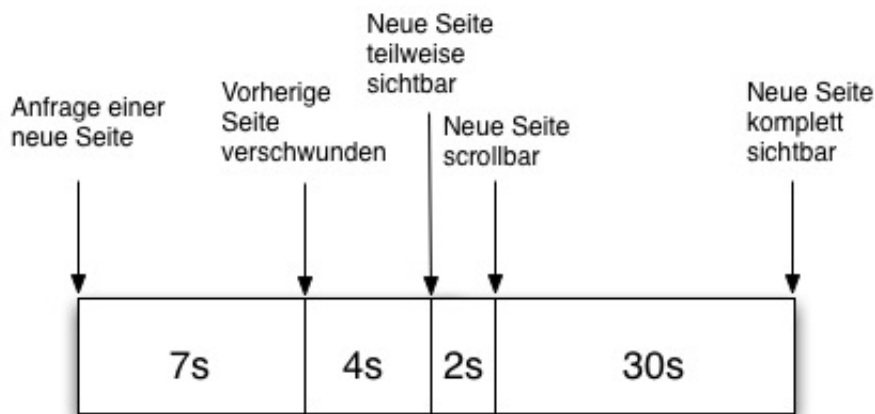 Anfrage einer
neue Seite
Vorherige
Seite
verschwunden
Neue Seite
teilweise
sichtbar
Neue Seite
scrollbar
Neue Seite
komplett
sichtbar
7s
4s
2s
30s